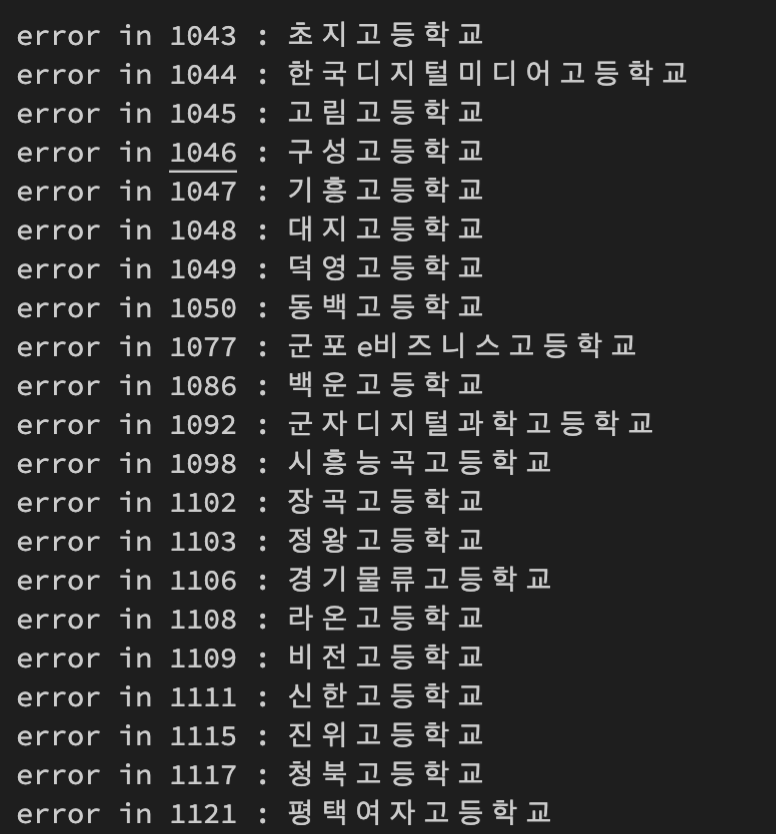 error in 1043 : 초지고등학교
error in 1044 : 한국디지털미디어고등학교
error in 1045 : 고림고등학교
error in 1046 : 구성고등학교
error in 1047 : 기흥고등학교
error in 1048 : 대지고등학교
error in 1049 : 덕영고등학교
error in 1050 : 동백고등학교
error in 1077 : 군포e비즈니스고등학교
error in 1086 : 백운고등학교
error in 1092 : 군자디지털과학고등학교
error in 1098 : 시흥능곡고등학교
error in 1102 : 장곡고등학교
error in 1103 : 정왕고등학교
error in 1106 : 경기물류고등학교
error in 1108 : 라온고등학교
error in 1109 : 비전고등학교
error in 1111 : 신한고등학교
error in 1115 : 진위고등학교
error in 1117 : 청북고등학교
error in 1121 : 평택여자고등학교